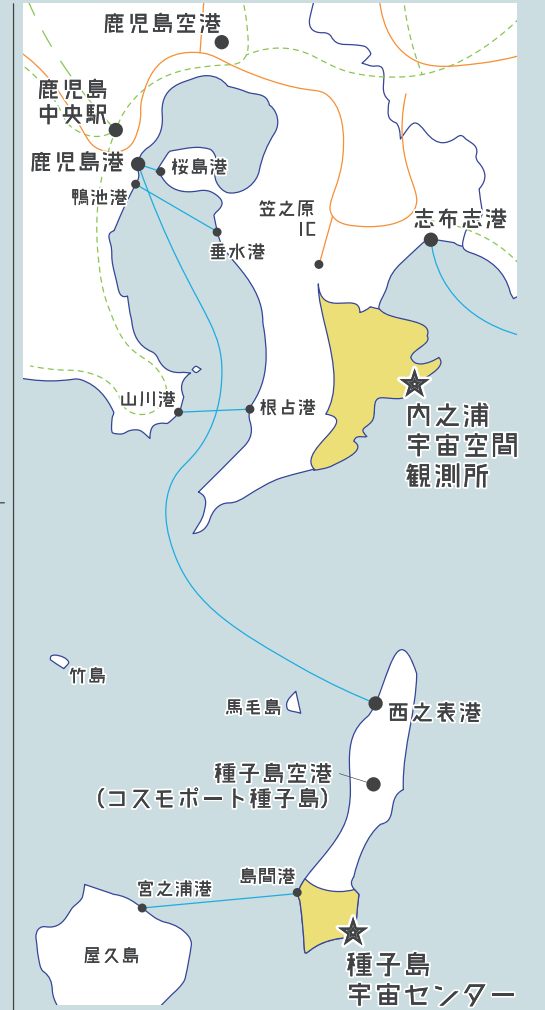 鹿児島空港
鹿児島
中央駅
鹿児島港
桜島港
鴨池港
垂水港
笠之原
IC
志布志港
山川港
根占港
内之浦
宇宙空間
観測所
竹島
馬毛島
西之表港
種子島空港
（コスモポート種子島）
島間港
宮之浦港
屋久島
種子島
宇宙センター